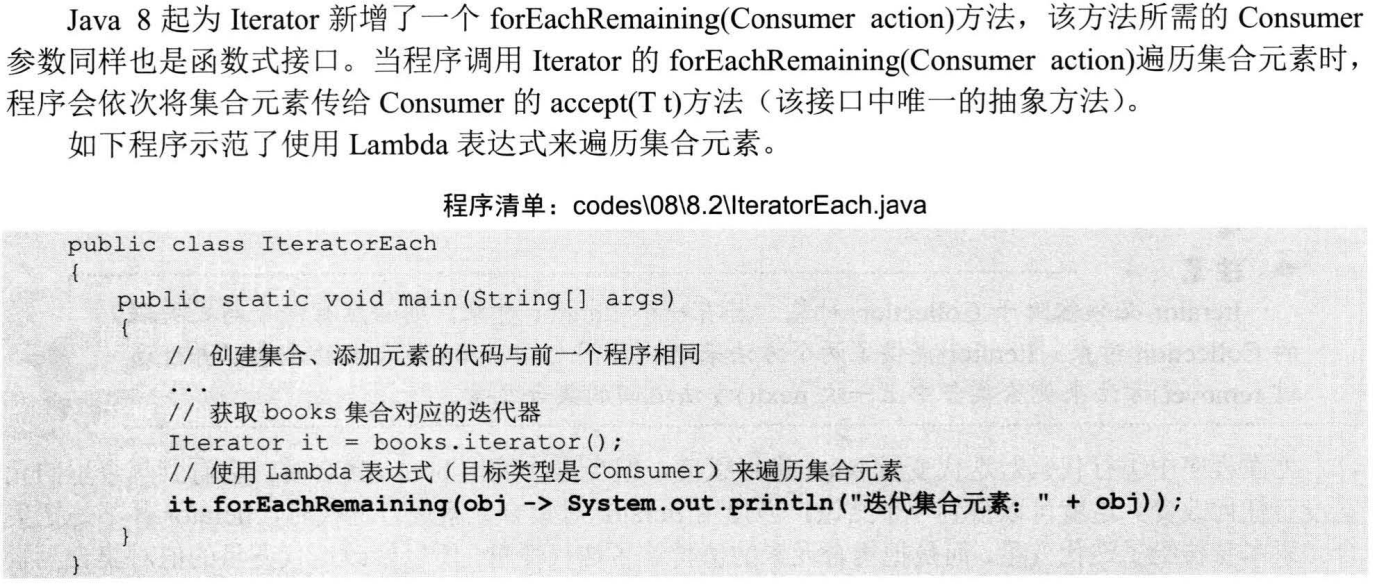 Java 8 起为 Iterator 新增了一个 forEachRemaining(Consumer action)方法，该方法所需的 Consumer
参数同样也是函数式接口。当程序调用 Iterator 的 forEachRemaining(Consumer action)遍历集合元素时，
程序会依次将集合元素传给 Consumer 的 accept(T t)方法（该接口中唯一的抽象方法）。
如下程序示范了使用 Lambda 表达式来遍历集合元素。
程序清单：codes\08\8.2\IteratorEach.java
public class IteratorEach
{
public static void main(String[] args)
{
// 创建集合、添加元素的代码与前一个程序相同
...
// 获取 books 集合对应的迭代器
Iterator it = books.iterator();
// 使用 Lambda 表达式（目标类型是 Comsumer）来遍历集合元素
it.forEachRemaining(obj -> System.out.println("迭代集合元素：" + obj));
}
}